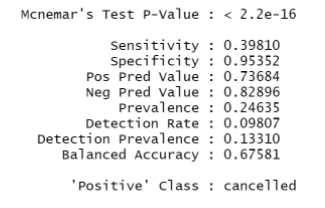 Mcnemar's Test P-Value : < 2.2e-16
Sensitivity : 0.39810
Specificity : 0.95352
Pos Pred Value : 0.73684
Neg Pred Value : 0.82896
Prevalence : 0.24635
Detection Rate : 0.09807
Detection Prevalence : 0.13310
Balanced Accuracy : 0.67581
'Positive' Class : cancelled